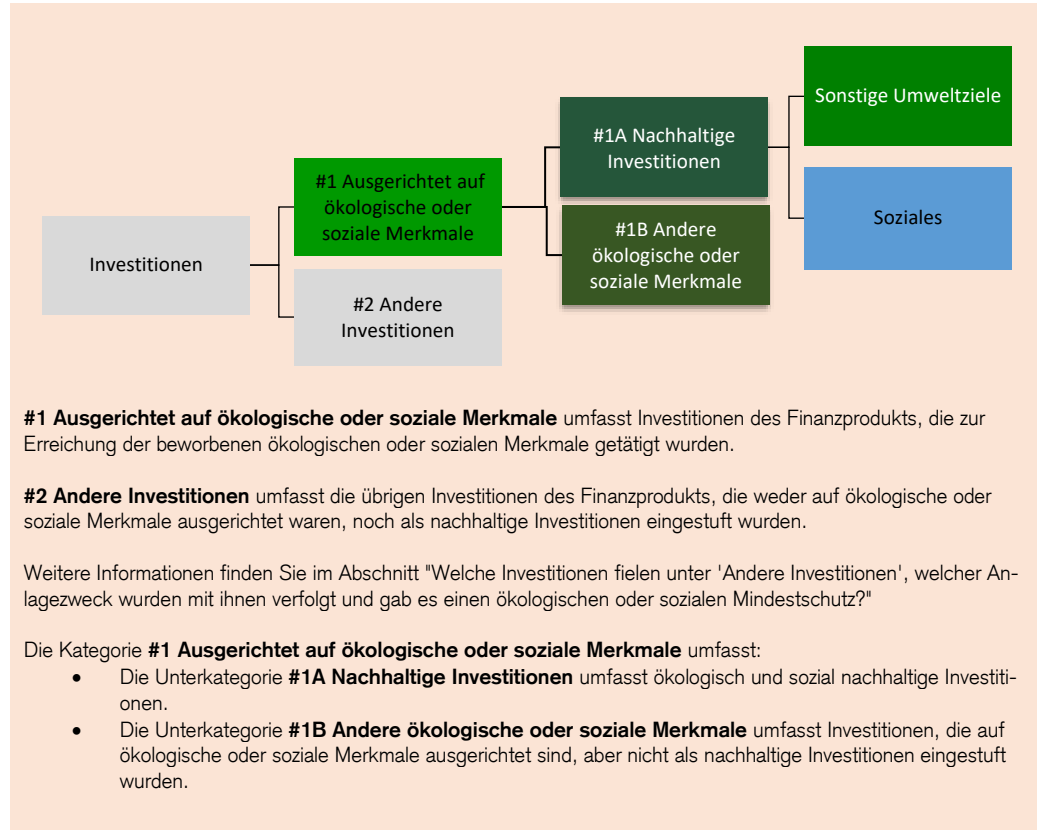 Sonstige Umweltziele
#1A Nachhaltige
Investitionen
#1 Ausgerichtet auf
ökologische oder
soziale Merkmale
Soziales
#1B Andere
ökologische oder
soziale Merkmale
Investitionen
#2 Andere
Investitionen
#1 Ausgerichtet auf ökologische oder soziale Merkmale umfasst Investitionen des Finanzprodukts, die zur
Erreichung der beworbenen ökologischen oder sozialen Merkmale getätigt wurden.
#2 Andere Investitionen umfasst die übrigen Investitionen des Finanzprodukts, die weder auf ökologische oder
soziale Merkmale ausgerichtet waren, noch als nachhaltige Investitionen eingestuft wurden.
Weitere Informationen finden Sie im Abschnitt "Welche Investitionen fielen unter 'Andere Investitionen', welcher An-
lagezweck wurden mit ihnen verfolgt und gab es einen ökologischen oder sozialen Mindestschutz?"
Die Kategorie #1 Ausgerichtet auf ökologische oder soziale Merkmale umfasst:
• Die Unterkategorie #1A Nachhaltige Investitionen umfasst ökologisch und sozial nachhaltige Investiti-
onen.
• Die Unterkategorie #1B Andere ökologische oder soziale Merkmale umfasst Investitionen, die auf
ökologische oder soziale Merkmale ausgerichtet sind, aber nicht als nachhaltige Investitionen eingestuft
wurden.